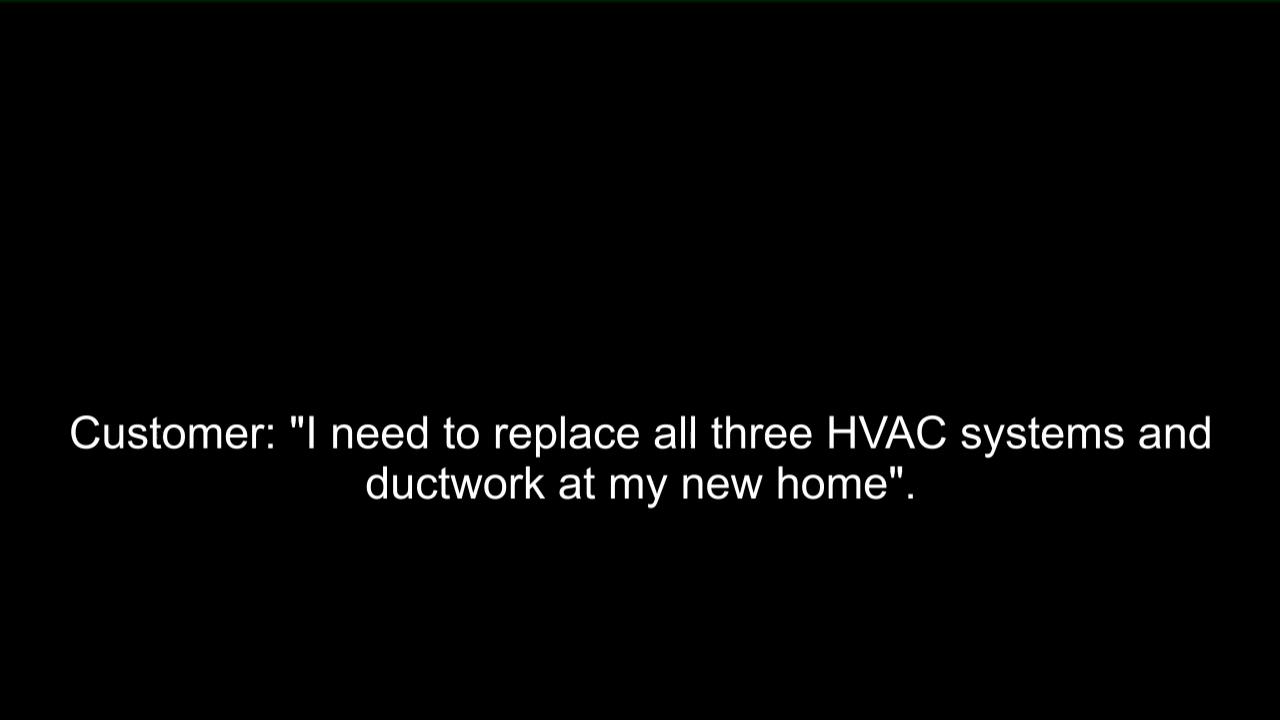 Customer: "I need to replace all three HVAC systems and
ductwork at my new home".